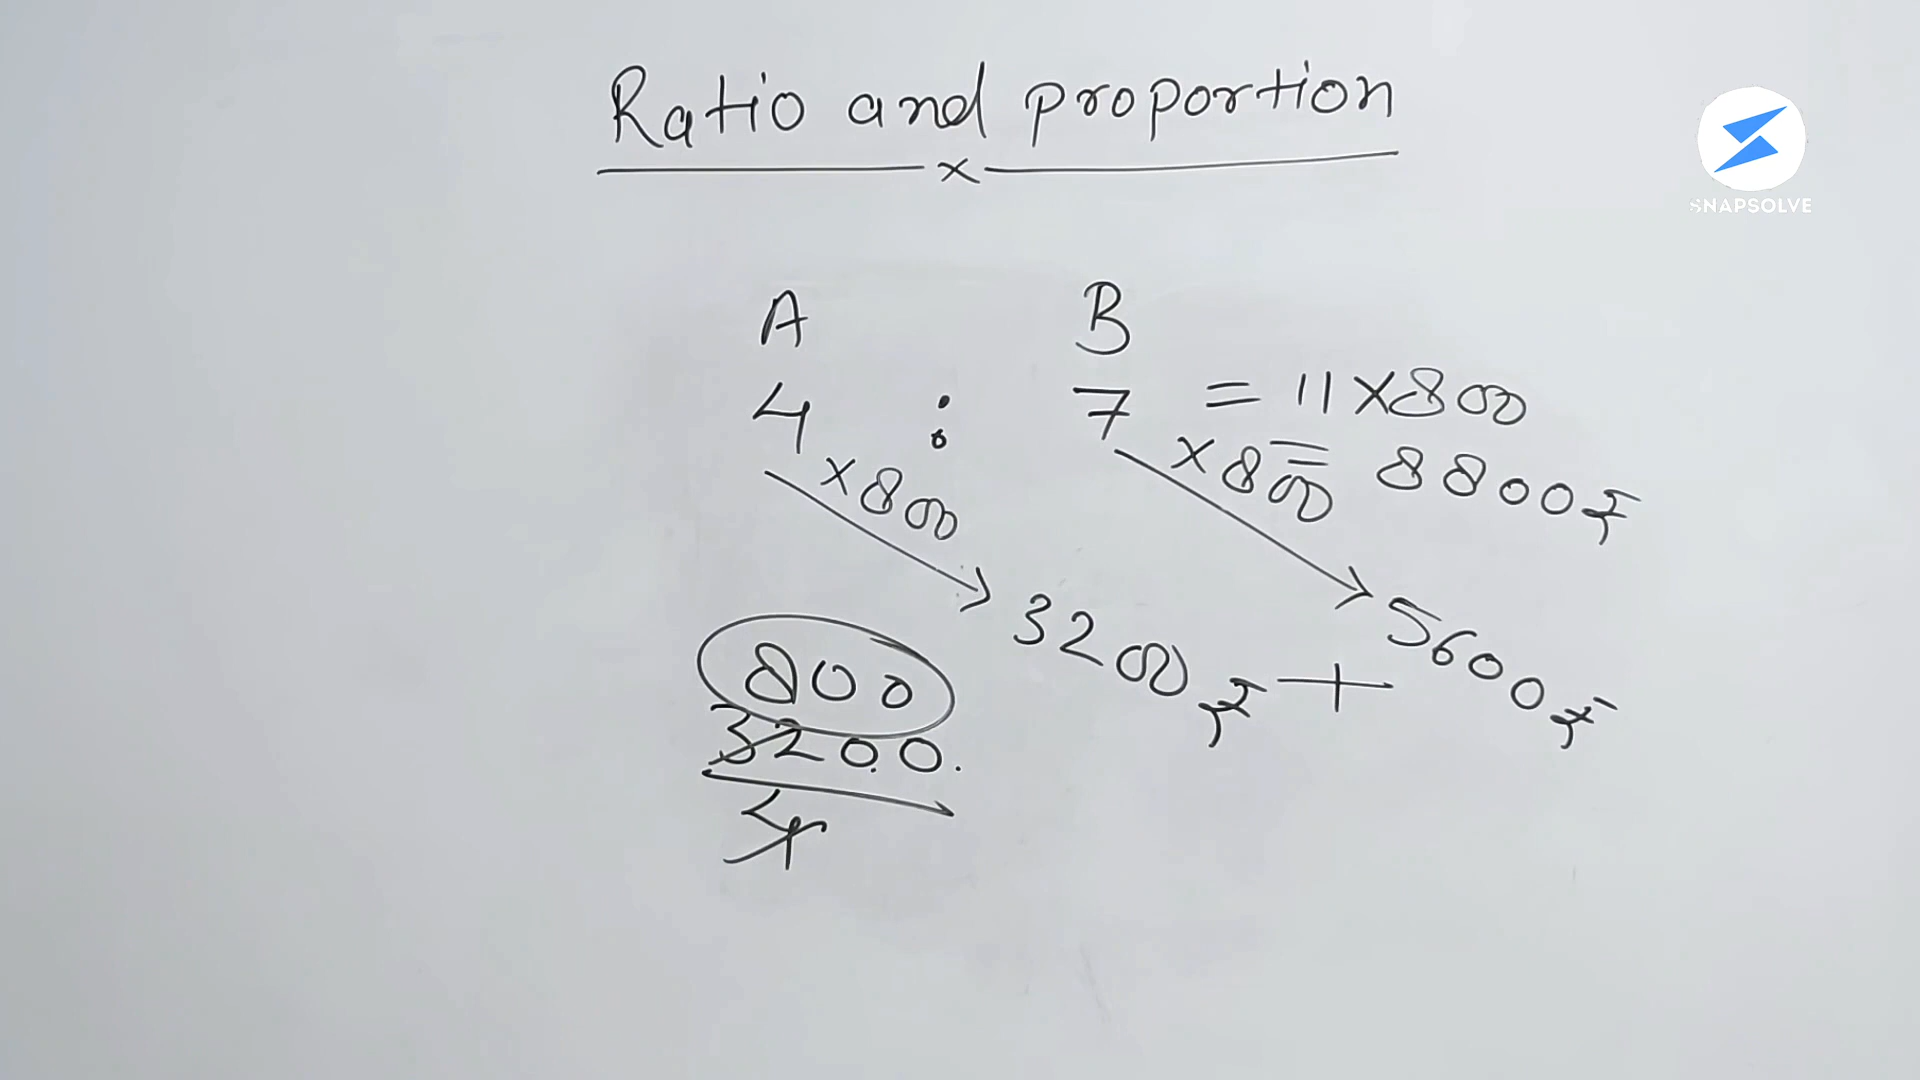 Ratio and proportion
x
SNAPSOLVE
A B
4 : 7 = 11 × 800
×800 ×800 = 8800₹
3200₹ + 5600₹
800
3200.
4